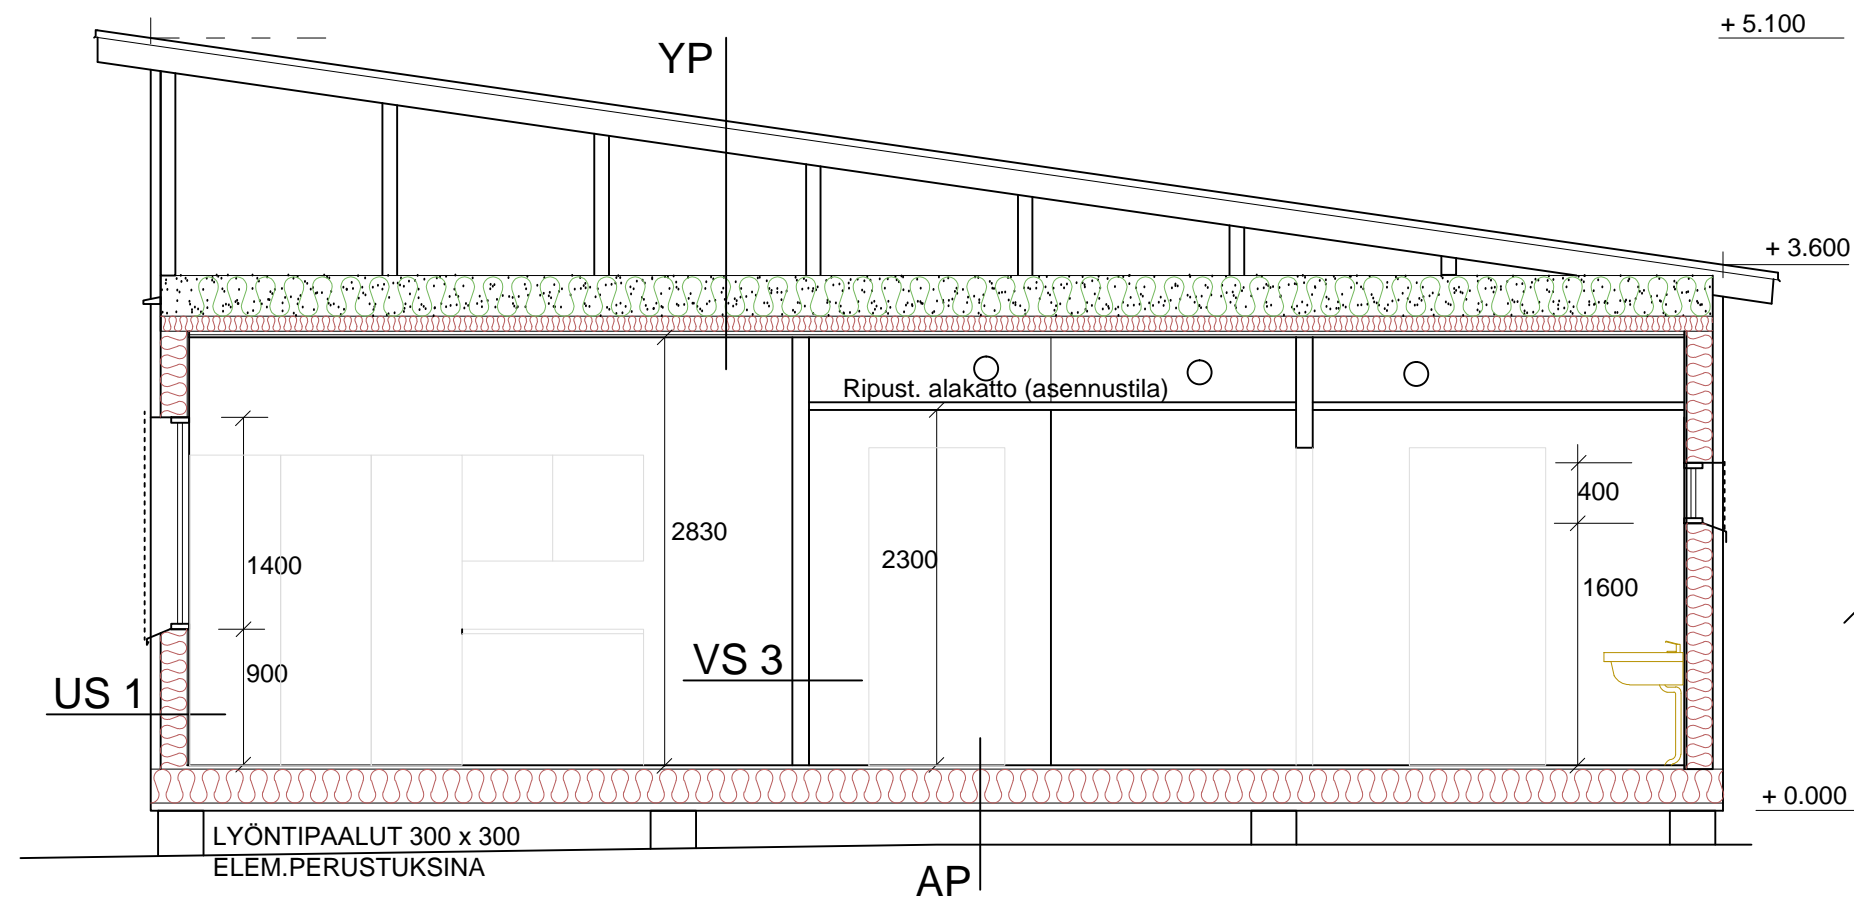 + 5.100
YP
+ 3.600
Ripust. alakatto (asennustila)
400
2830
2300
1400
1600
VS 3
900
US 1
+ 0.000
LYÖNTIPAALUT 300 x 300
ELEM.PERUSTUKSINA
AP